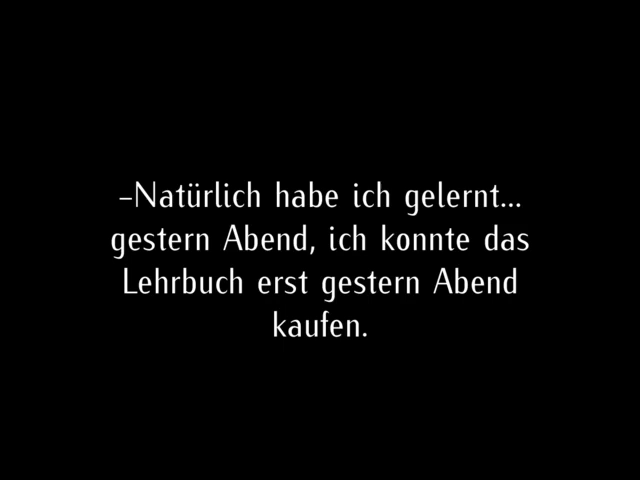 –Natürlich habe ich gelernt...
gestern Abend, ich konnte das
Lehrbuch erst gestern Abend
kaufen.